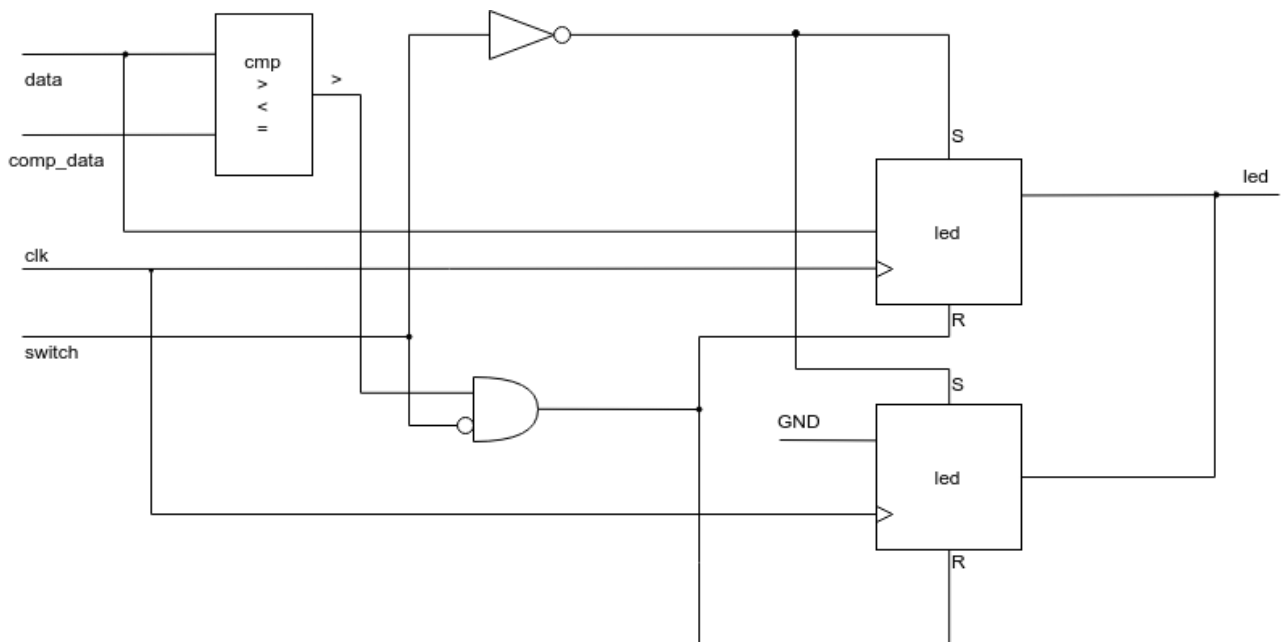 data
comp_data
cmp
>
<
=
>
S
led
led
R
clk
switch
S
GND
led
R